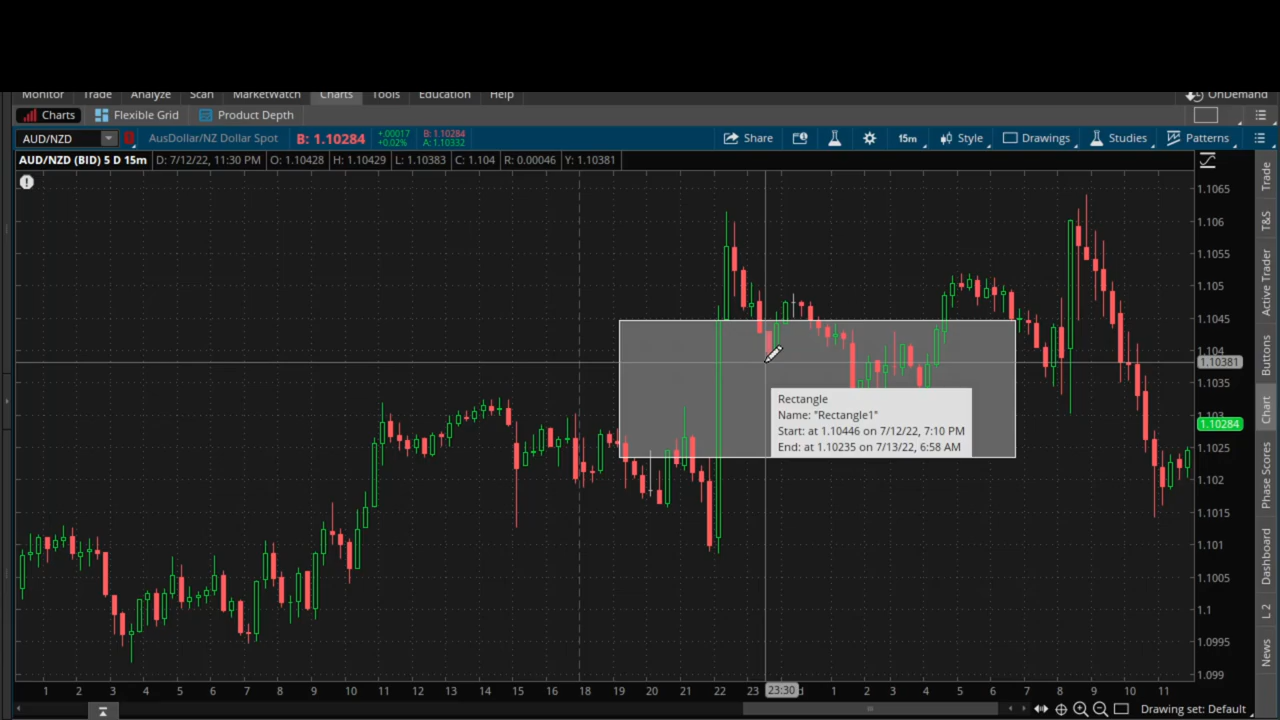 Monitor Trade Analyze Scan MarketWatch Charts Tools Education Help OnDemand
Charts Flexible Grid Product Depth
AUD/NZD AusDollar/NZ Dollar Spot B: 1.10284 +.00017 +0.02% B: 1.10284 A: 1.10332 Share 15m Style Drawings Studies Patterns
AUD/NZD (BID) 5 D 15m D: 7/12/22, 11:30 PM O: 1.10428 H: 1.10429 L: 1.10383 C: 1.104 R: 0.00046 Y: 1.10381
1.1065
1.106
1.1055
1.105
1.1045
1.104
1.10381
1.1035
1.103
1.10284
1.1025
1.102
1.1015
1.101
1.1005
1.1
1.0995
1.099
Rectangle
Name: "Rectangle1"
Start: at 1.10446 on 7/12/22, 7:10 PM
End: at 1.10235 on 7/13/22, 6:58 AM
Trade
T&S
Active Trader
Buttons
Chart
Phase Scores
Dashboard
L 2
News
1 2 3 4 5 6 7 8 9 10 11 12 13 14 15 16 17 18 19 20 21 22 23 23:30 1 2 3 4 5 6 7 8 9 10 11
Drawing set: Default